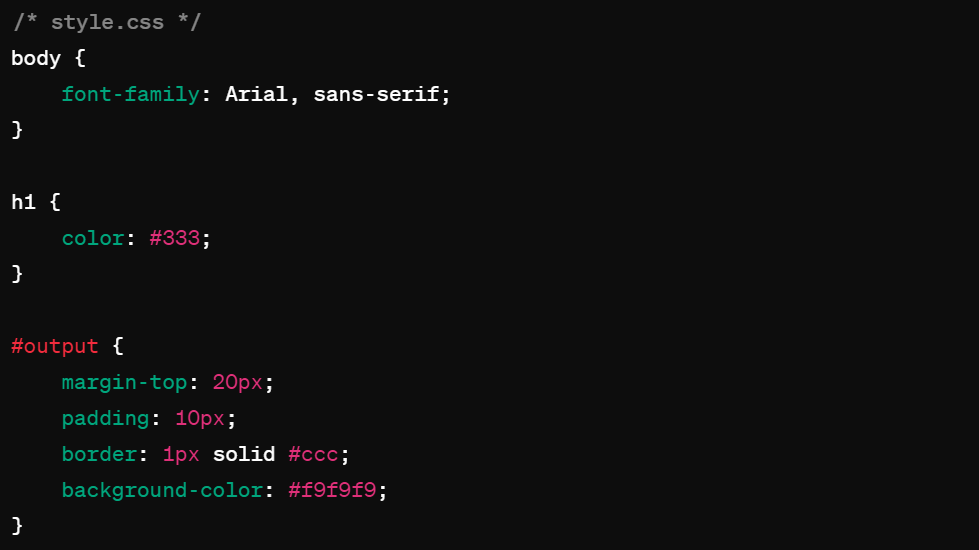 /* style.css */
body {
    font-family: Arial, sans-serif;
}

h1 {
    color: #333;
}

#output {
    margin-top: 20px;
    padding: 10px;
    border: 1px solid #ccc;
    background-color: #f9f9f9;
}